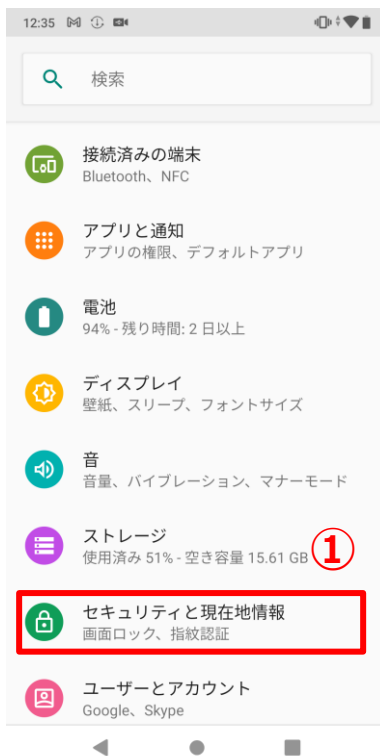 12:35
検索
接続済みの端末
Bluetooth、NFC
アプリと通知
アプリの権限、デフォルトアプリ
電池
94% - 残り時間: 2 日以上
ディスプレイ
壁紙、スリープ、フォントサイズ
音
音量、バイブレーション、マナーモード
ストレージ
使用済み 51% - 空き容量 15.61 GB
①
セキュリティと現在地情報
画面ロック、指紋認証
ユーザーとアカウント
Google、Skype